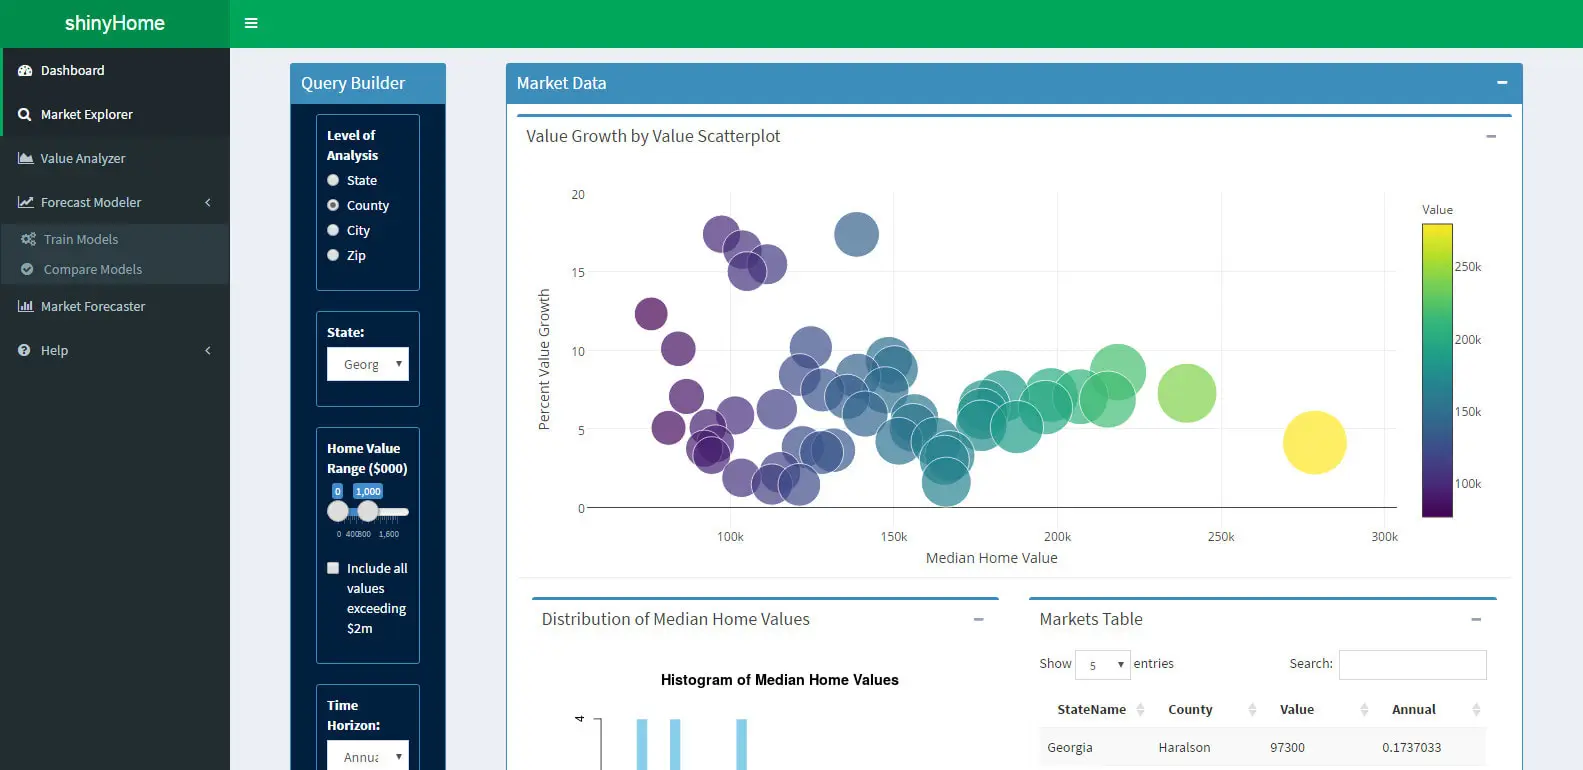 shinyHome
Dashboard
Market Explorer
Value Analyzer
Forecast Modeler
Train Models
Compare Models
Market Forecaster
Help
Query Builder
Level of
Analysis
State
County
City
Zip
State:
Georg
Home Value
Range ($000)
0 1,000
0 400800 1,600
Include all
values
exceeding
$2m
Time
Horizon:
Annua
Market Data
Value Growth by Value Scatterplot
Percent Value Growth
20
15
10
5
0
100k 150k 200k 250k 300k
Median Home Value
Value
250k
200k
150k
100k
Distribution of Median Home Values
Histogram of Median Home Values
4
Markets Table
Show 5 entries Search:
StateName County Value Annual
Georgia Haralson 97300 0.1737033